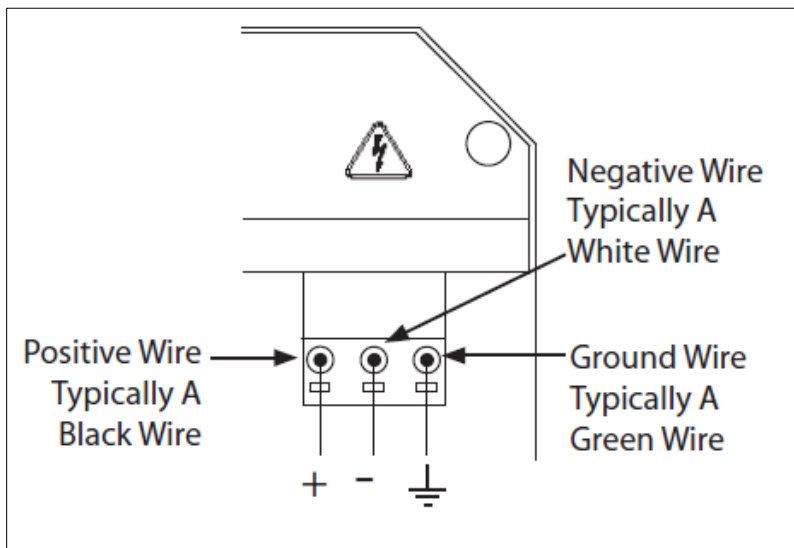 Negative Wire
Typically A
White Wire
Positive Wire
Typically A
Black Wire
Ground Wire
Typically A
Green Wire
+ -